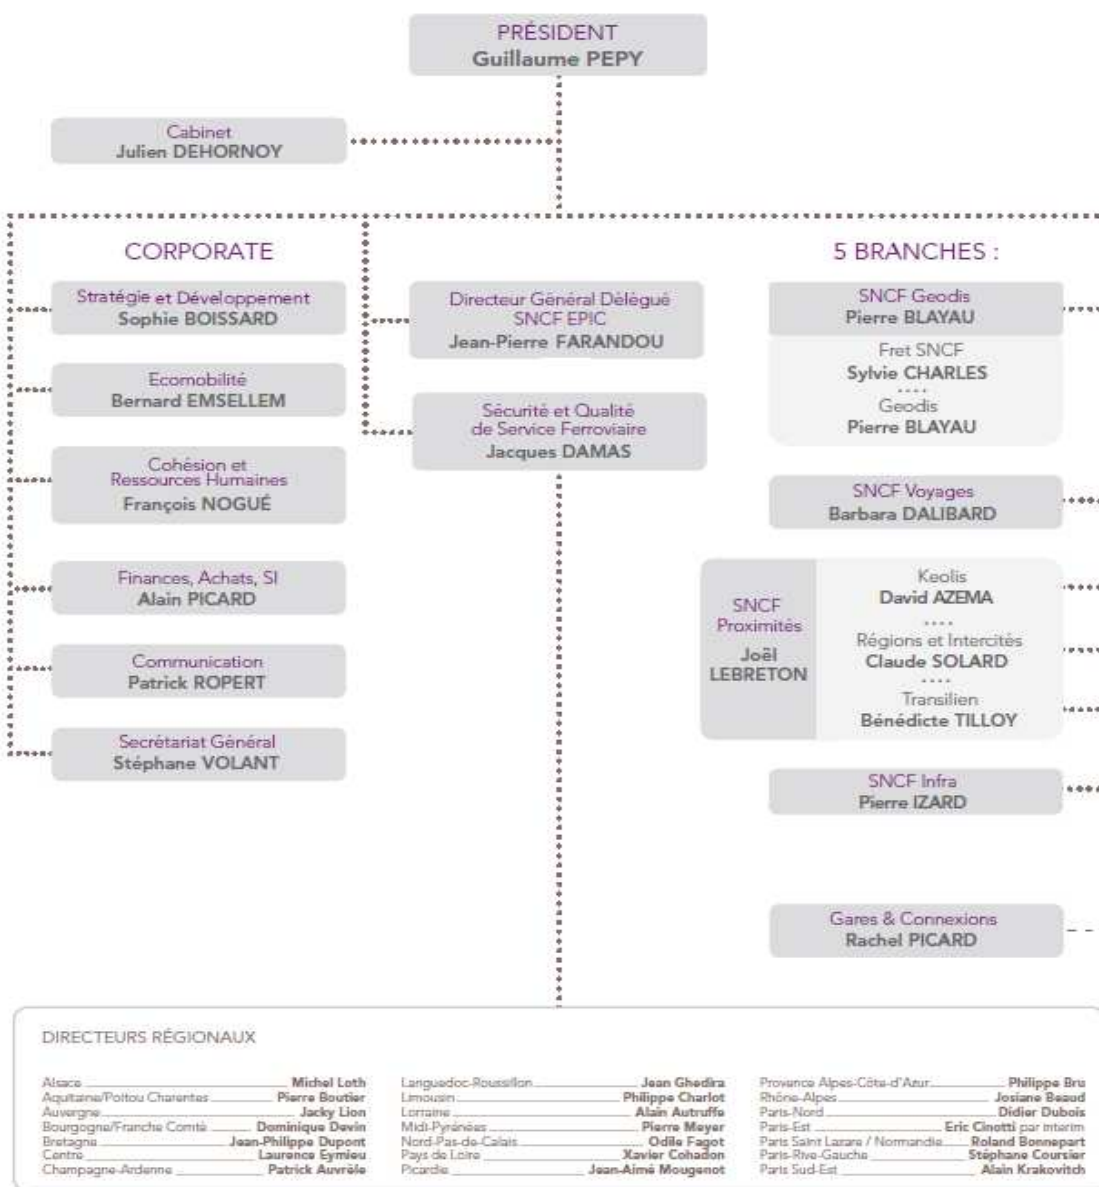 PRÉSIDENT
Guillaume PEPY
Cabinet
Julien DEHORNOY
CORPORATE
Stratégie et Développement
Sophie BOISSARD
Ecomobilité
Bernard EMSELLEM
Cohésion et
Ressources Humaines
François NOGUÉ
Finances, Achats, SI
Alain PICARD
Communication
Patrick ROPERT
Secrétariat Général
Stéphane VOLANT
Directeur Général Délégué
SNCF EPIC
Jean-Pierre FARANDOU
Sécurité et Qualité
de Service Ferroviaire
Jacques DAMAS
5 BRANCHES :
SNCF Geodis
Pierre BLAYAU
Fret SNCF
Sylvie CHARLES
Geodis
Pierre BLAYAU
SNCF Voyages
Barbara DALIBARD
SNCF
Proximités
Joël
LEBRETON
Keolis
David AZEMA
Régions et Intercités
Claude SOLARD
Transilien
Bénédicte TILLOY
SNCF Infra
Pierre IZARD
Gares & Connexions
Rachel PICARD
DIRECTEURS RÉGIONAUX
Alsace Michel Loth
Aquitaine/Poitou Charentes Pierre Boutier
Auvergne Jacky Lion
Bourgogne/Franche Comté Dominique Devin
Bretagne Jean-Philippe Dupont
Centre Laurence Eymieu
Champagne-Ardenne Patrick Auvrèle
Languedoc-Roussillon Jean Ghedira
Limousin Philippe Charlot
Lorraine Alain Autruffe
Midi-Pyrénées Pierre Meyer
Nord-Pas-de-Calais Odile Fagot
Pays de Loire Xavier Cohadon
Picardie Jean-Aimé Mougenot
Provence Alpes-Côte-d'Azur Philippe Bru
Rhône-Alpes Josiane Beaud
Paris-Nord Didier Dubois
Paris-Est Eric Cinotti par interim
Paris Saint Lazare / Normandie Roland Bonnepart
Paris-Rive-Gauche Stéphane Coursier
Paris Sud-Est Alain Krakovitch